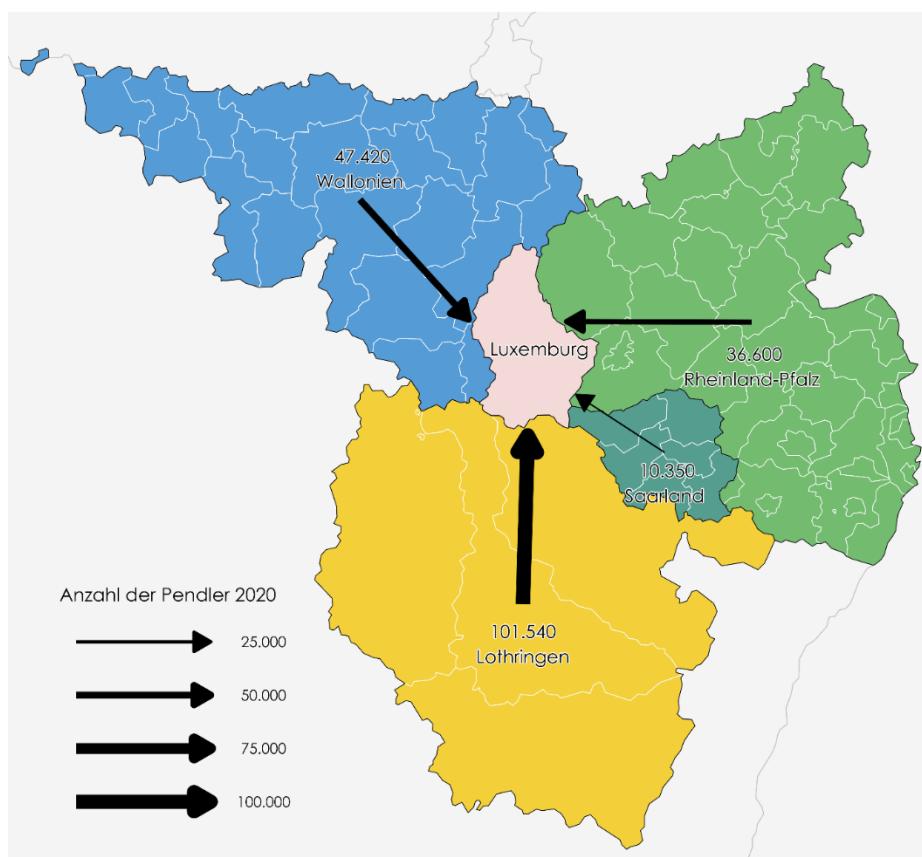 47.420
Wallonien
Luxemburg
36.600
Rheinland-Pfalz
10.350
Saarland
101.540
Lothringen
Anzahl der Pendler 2020
25.000
50.000
75.000
100.000